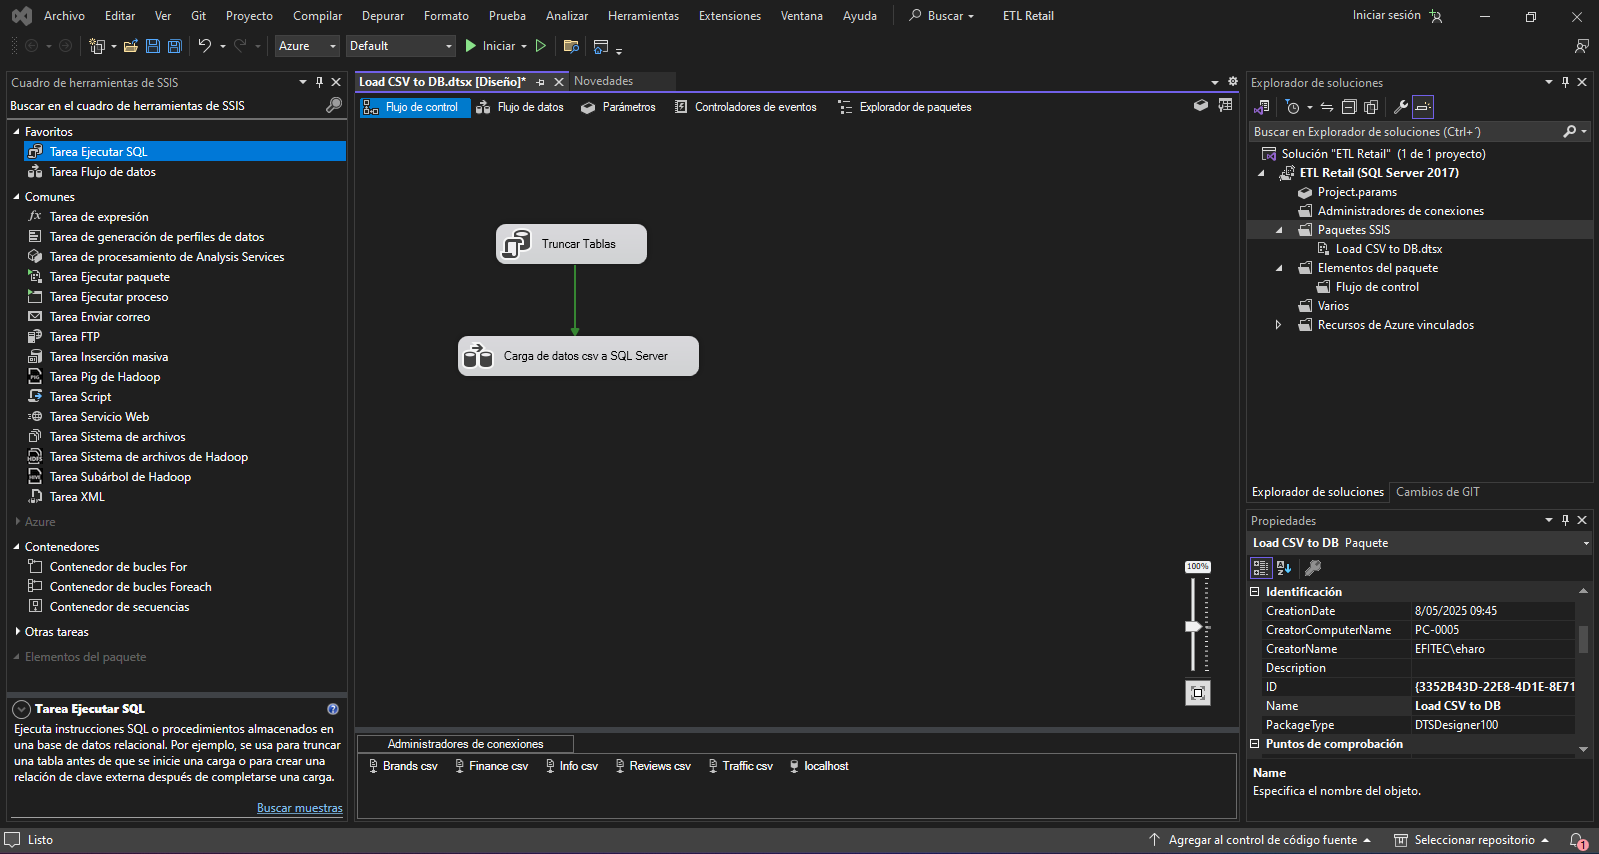 Archivo Editar Ver Git Proyecto Compilar Depurar Formato Prueba Analizar Herramientas Extensiones Ventana Ayuda Buscar ETL Retail Iniciar sesión
Azure Default Iniciar
Cuadro de herramientas de SSIS
Buscar en el cuadro de herramientas de SSIS
Favoritos
Tarea Ejecutar SQL
Tarea Flujo de datos
Comunes
Tarea de expresión
Tarea de generación de perfiles de datos
Tarea de procesamiento de Analysis Services
Tarea Ejecutar paquete
Tarea Ejecutar proceso
Tarea Enviar correo
Tarea FTP
Tarea Inserción masiva
Tarea Pig de Hadoop
Tarea Script
Tarea Servicio Web
Tarea Sistema de archivos
Tarea Sistema de archivos de Hadoop
Tarea Subárbol de Hadoop
Tarea XML
Azure
Contenedores
Contenedor de bucles For
Contenedor de bucles Foreach
Contenedor de secuencias
Otras tareas
Elementos del paquete
Tarea Ejecutar SQL
Ejecuta instrucciones SQL o procedimientos almacenados en
una base de datos relacional. Por ejemplo, se usa para truncar
una tabla antes de que se inicie una carga o para crear una
relación de clave externa después de completarse una carga.
Buscar muestras
Load CSV to DB.dtsx [Diseño]* Novedades
Flujo de control Flujo de datos Parámetros Controladores de eventos Explorador de paquetes
Truncar Tablas
Carga de datos csv a SQL Server
100%
Administradores de conexiones
Brands csv Finance csv Info csv Reviews csv Traffic csv localhost
Explorador de soluciones
Buscar en Explorador de soluciones (Ctrl+´)
Solución "ETL Retail" (1 de 1 proyecto)
ETL Retail (SQL Server 2017)
Project.params
Administradores de conexiones
Paquetes SSIS
Load CSV to DB.dtsx
Elementos del paquete
Flujo de control
Varios
Recursos de Azure vinculados
Explorador de soluciones Cambios de GIT
Propiedades
Load CSV to DB Paquete
Identificación
CreationDate 8/05/2025 09:45
CreatorComputerName PC-0005
CreatorName EFITEC\eharo
Description
ID {3352B43D-22E8-4D1E-8E71
Name Load CSV to DB
PackageType DTSDesigner100
Puntos de comprobación
Name
Especifica el nombre del objeto.
Listo Agregar al control de código fuente Seleccionar repositorio 1